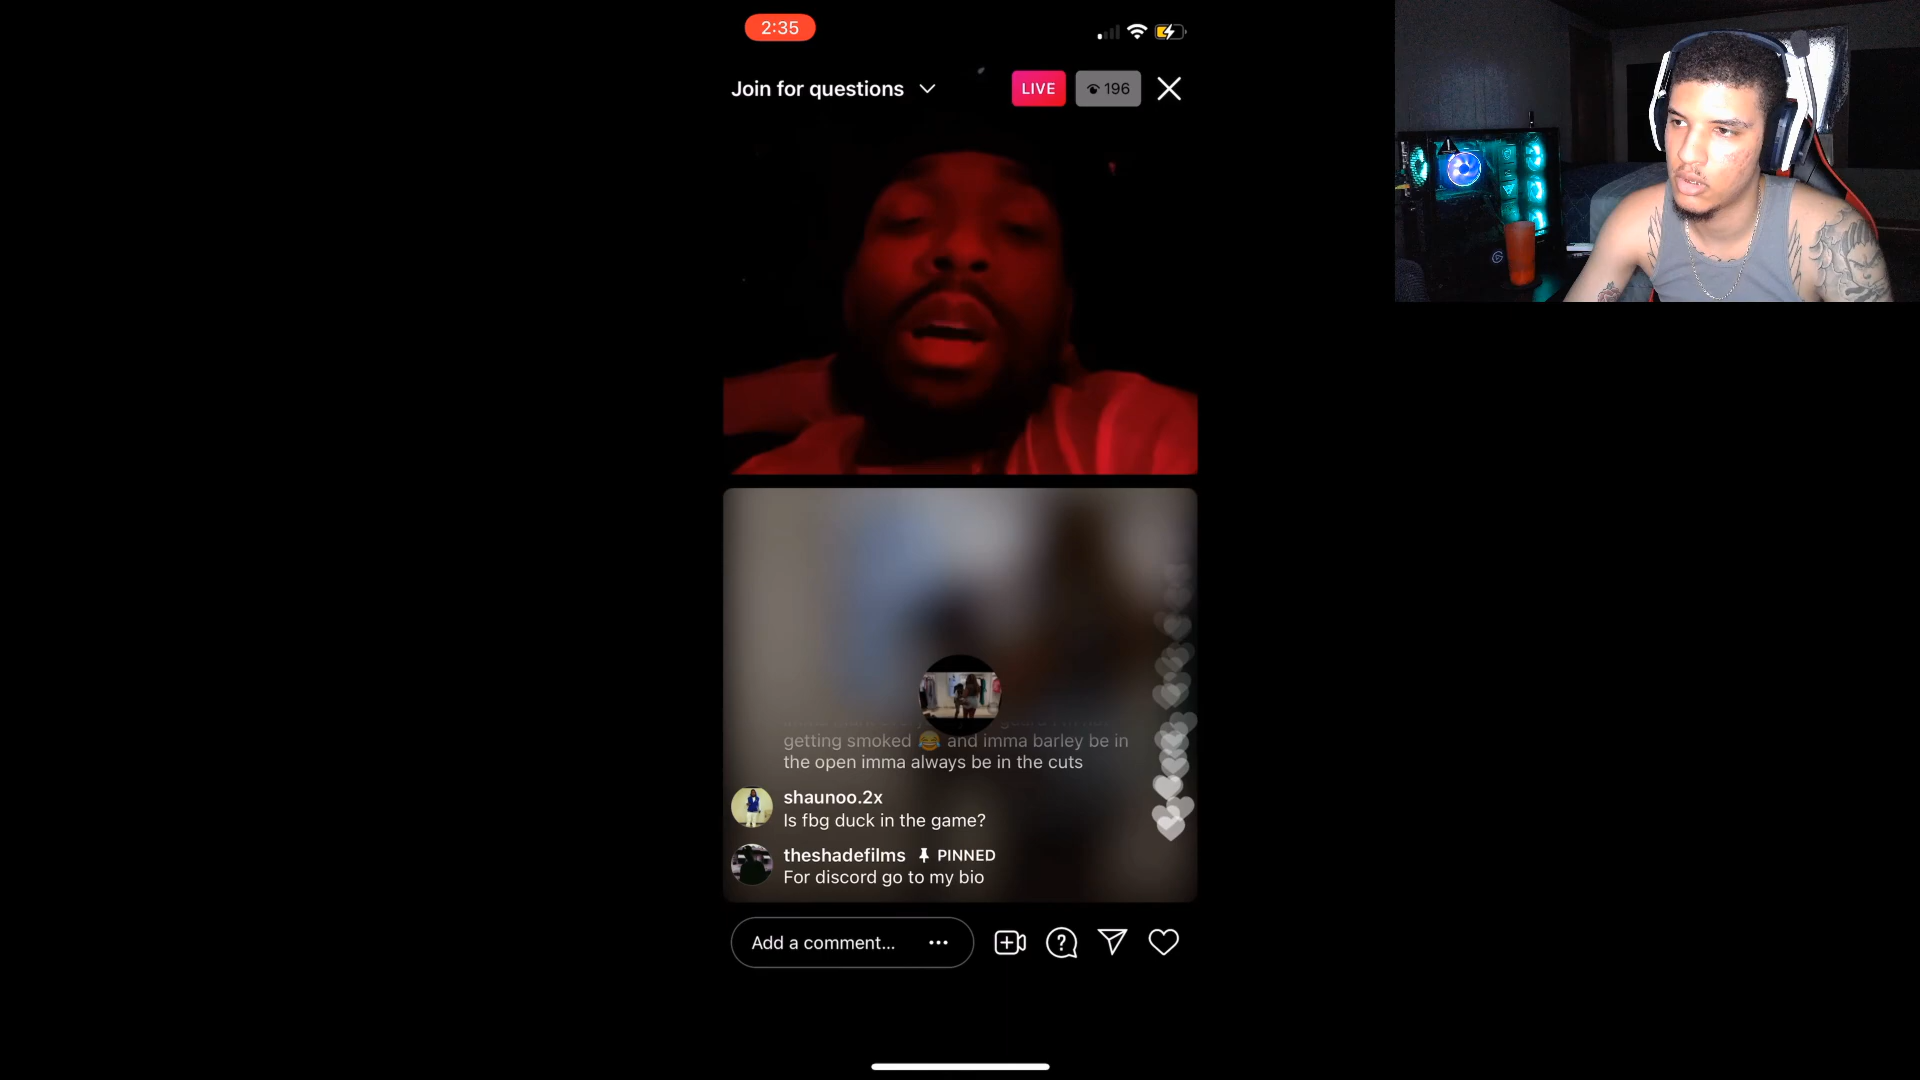 2:35
Join for questions
LIVE
196
getting smoked 😂 and imma barley be in
the open imma always be in the cuts
shaunoo.2x
Is fbg duck in the game?
theshadefilms PINNED
For discord go to my bio
Add a comment...